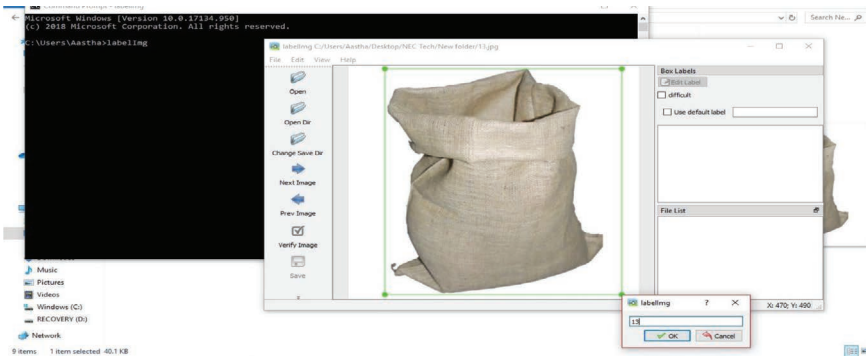 Microsoft Windows [Version 10.0.17134.950]
(c) 2018 Microsoft Corporation. All rights reserved.
C:\Users\Aastha>labelImg
Search Ne...
labelImg C:/Users/Aastha/Desktop/NEC Tech/New folder/13.jpg
File Edit View Help
Open
Open Dir
Change Save Dir
Next Image
Prev Image
Verify Image
Save
Box Labels
Edit Label
difficult
Use default label
File List
labelImg
13
OK Cancel
X: 470; Y: 490
Music
Pictures
Videos
Windows (C:)
RECOVERY (D:)
Network
9 items 1 item selected 40.1 KB